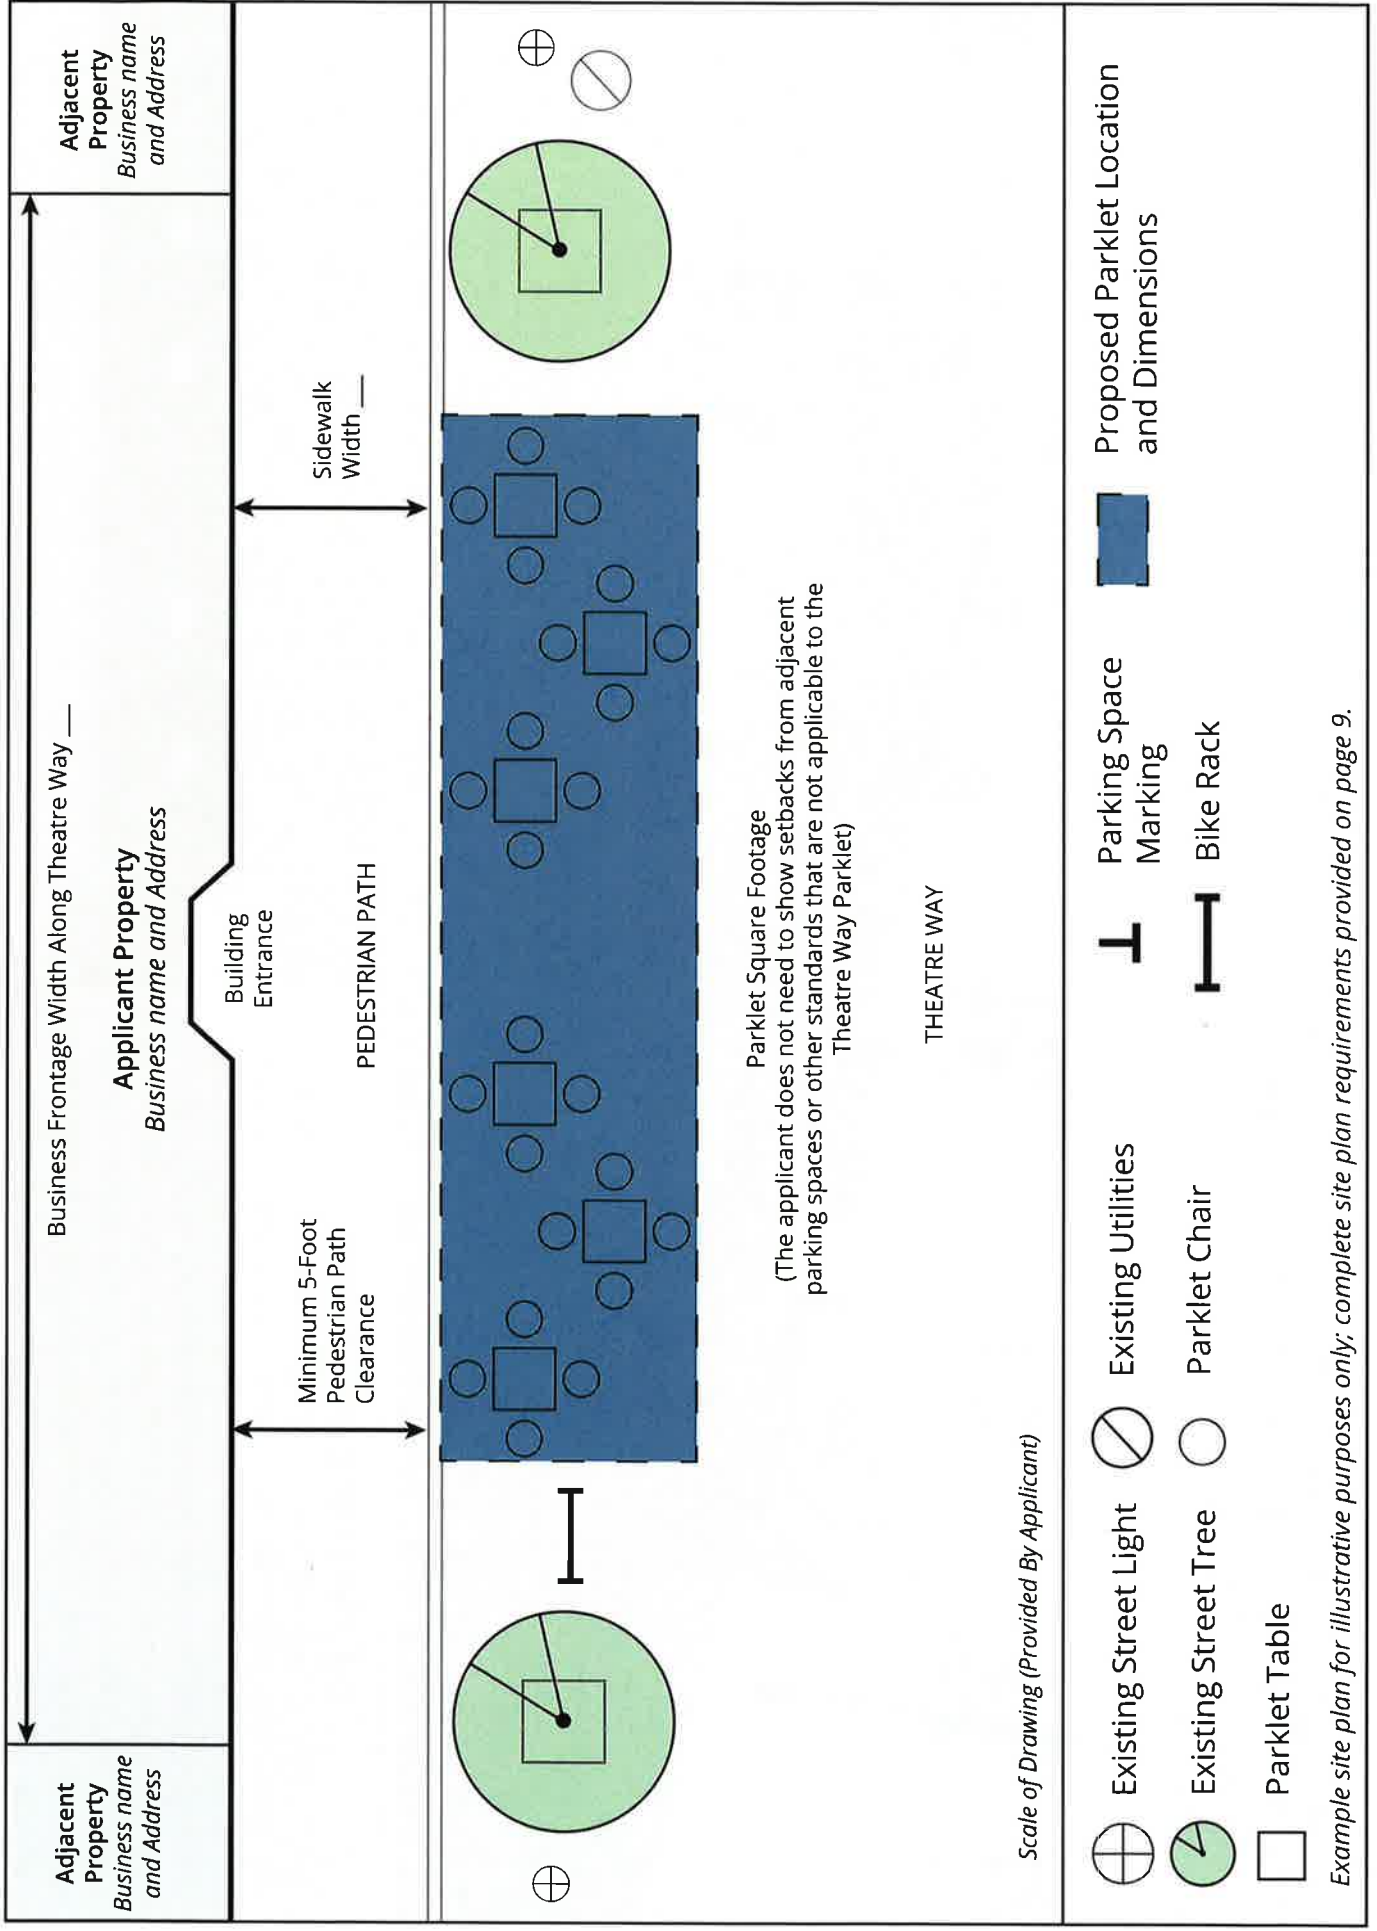 Adjacent
Property
Business name
and Address
Business Frontage Width Along Theatre Way __
Applicant Property
Business name and Address
Adjacent
Property
Business name
and Address
Building
Entrance
Minimum 5-Foot
Pedestrian Path
Clearance
PEDESTRIAN PATH
Sidewalk
Width __
Parklet Square Footage
(The applicant does not need to show setbacks from adjacent
parking spaces or other standards that are not applicable to the
Theatre Way Parklet)
THEATRE WAY
Scale of Drawing (Provided By Applicant)
Existing Street Light
Existing Street Tree
Parklet Table
Existing Utilities
Parklet Chair
Parking Space
Marking
Bike Rack
Proposed Parklet Location
and Dimensions
Example site plan for illustrative purposes only; complete site plan requirements provided on page 9.